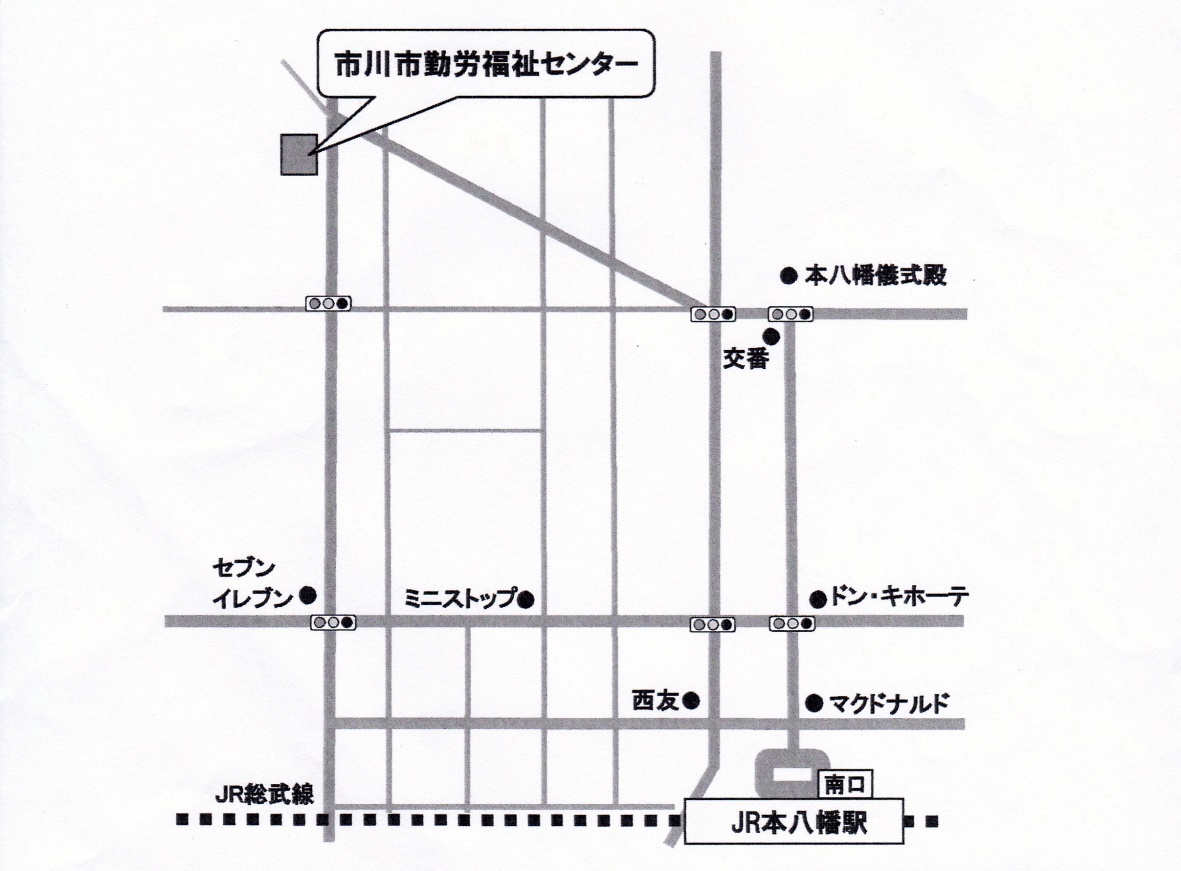 市川市勤労福祉センター
本八幡儀式殿
交番
セブン
イレブン
ミニストップ
ドン・キホーテ
西友
マクドナルド
JR総武線
南口
JR本八幡駅